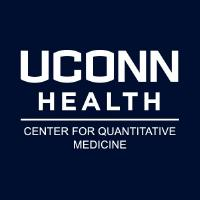 UCONN
HEALTH
CENTER FOR QUANTITATIVE
MEDICINE